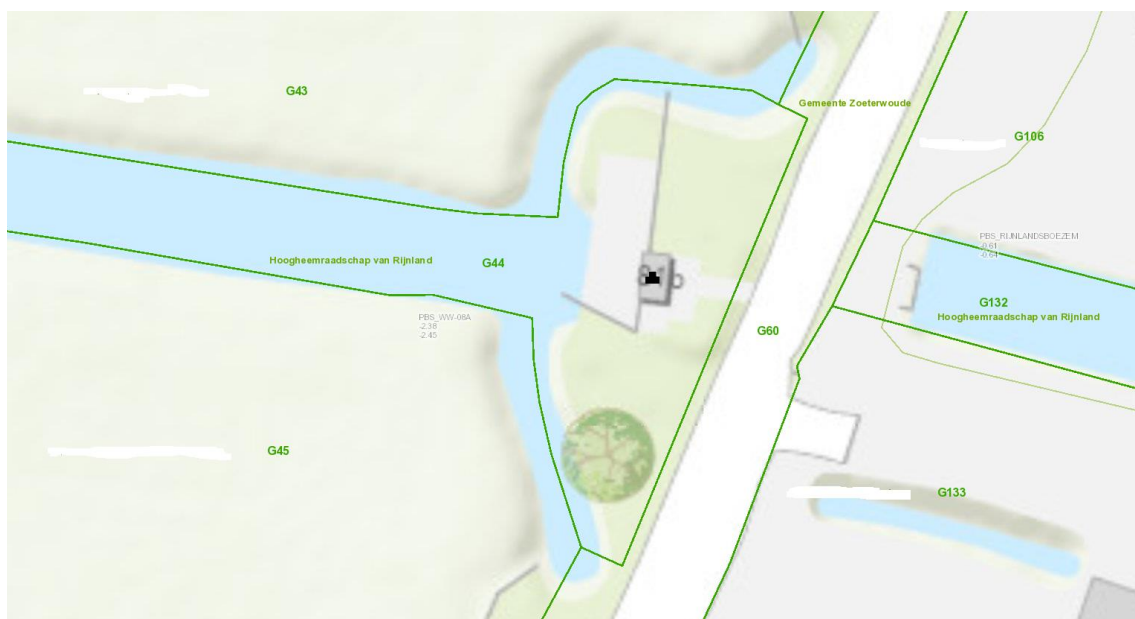 G43
Gemeente Zoeterwoude
G106
PBS_RIJNLANDSBOEZEM
-0.61
-0.64
Hoogheemraadschap van Rijnland
G44
G132
Hoogheemraadschap van Rijnland
PBS_WW-08A
-2.38
-2.45
G60
G45
G133